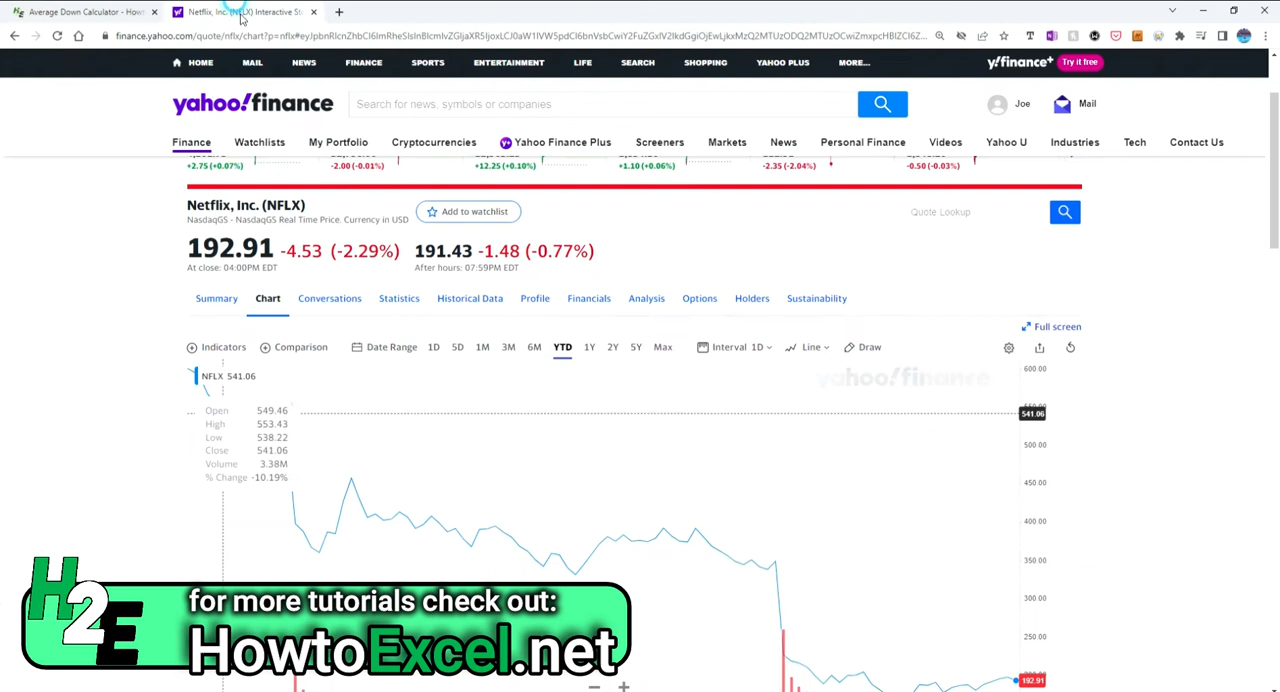 Average Down Calculator - How
Netflix, Inc. (NFLX) Interactive St
finance.yahoo.com/quote/nflx/chart?p=nflx#
HOME MAIL NEWS FINANCE SPORTS ENTERTAINMENT LIFE SEARCH SHOPPING YAHOO PLUS MORE... y!finance+ Try it free
yahoo!finance Search for news, symbols or companies Joe Mail
Finance Watchlists My Portfolio Cryptocurrencies Yahoo Finance Plus Screeners Markets News Personal Finance Videos Yahoo U Industries Tech Contact Us
+2.75 (+0.07%) -2.00 (-0.01%) +12.25 (+0.10%) +1.10 (+0.06%) -2.35 (-2.04%) -0.50 (-0.03%)
Netflix, Inc. (NFLX)
NasdaqGS - NasdaqGS Real Time Price. Currency in USD
Add to watchlist
Quote Lookup
192.91 -4.53 (-2.29%) 191.43 -1.48 (-0.77%)
At close: 04:00PM EDT After hours: 07:59PM EDT
Summary Chart Conversations Statistics Historical Data Profile Financials Analysis Options Holders Sustainability
Full screen
Indicators Comparison Date Range 1D 5D 1M 3M 6M YTD 1Y 2Y 5Y Max Interval 1D Line Draw
NFLX 541.06
yahoo!finance
600.00
Open 549.46
High 553.43
Low 538.22
Close 541.06
Volume 3.38M
% Change -10.19%
541.06
500.00
450.00
400.00
350.00
300.00
250.00
192.91
H2E
for more tutorials check out:
HowtoExcel.net